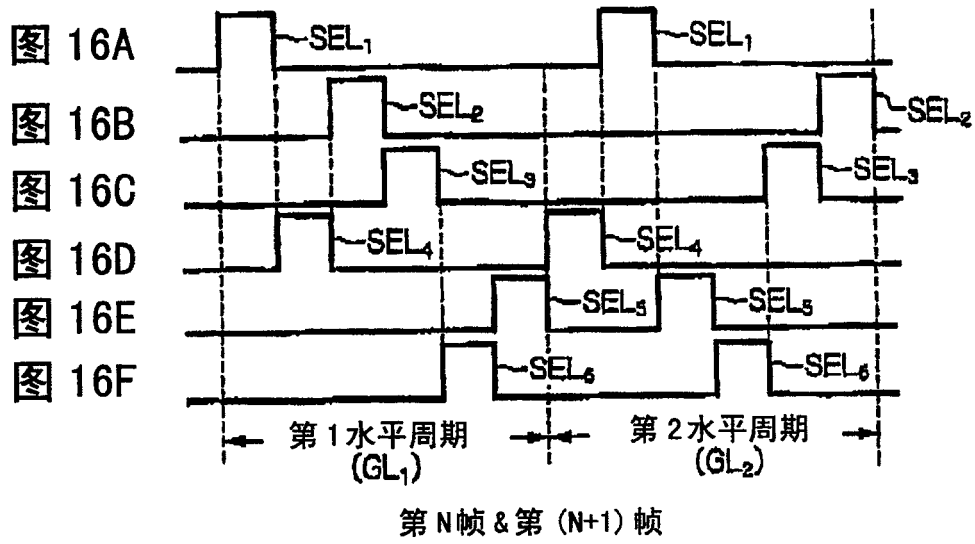 图 16A SEL₁ SEL₁
图 16B SEL₂ SEL₂
图 16C SEL₃ SEL₃
图 16D SEL₄ SEL₄
图 16E SEL₅ SEL₅
图 16F SEL₆ SEL₆
第1水平周期 第2水平周期
(GL₁) (GL₂)
第N帧&第(N+1)帧